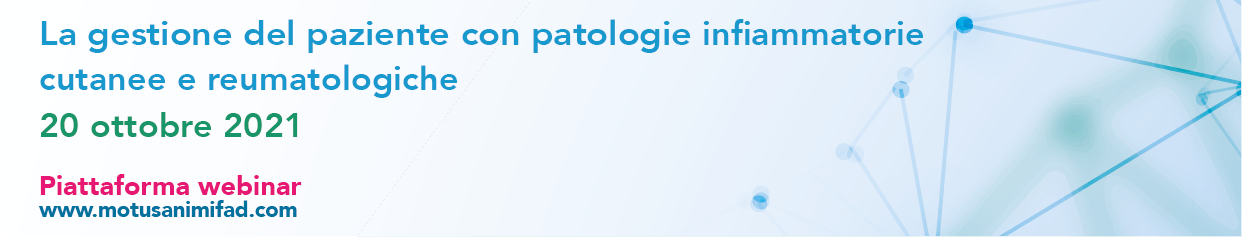 La gestione del paziente con patologie infiammatorie
cutanee e reumatologiche
20 ottobre 2021
Piattaforma webinar
www.motusanimifad.com